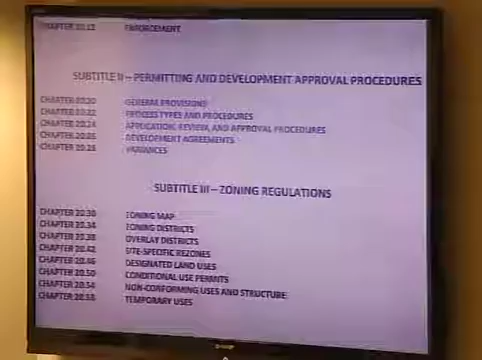 CHAPTER 20.12 ENFORCEMENT
SUBTITLE II – PERMITTING AND DEVELOPMENT APPROVAL PROCEDURES
CHAPTER 20.20 GENERAL PROVISIONS
CHAPTER 20.22 PROCESS TYPES AND PROCEDURES
CHAPTER 20.24 APPLICATION, REVIEW, AND APPROVAL PROCEDURES
CHAPTER 20.26 DEVELOPMENT AGREEMENTS
CHAPTER 20.28 VARIANCES
SUBTITLE III – ZONING REGULATIONS
CHAPTER 20.30 ZONING MAP
CHAPTER 20.34 ZONING DISTRICTS
CHAPTER 20.38 OVERLAY DISTRICTS
CHAPTER 20.42 SITE-SPECIFIC REZONES
CHAPTER 20.46 DESIGNATED LAND USES
CHAPTER 20.50 CONDITIONAL USE PERMITS
CHAPTER 20.54 NON-CONFORMING USES AND STRUCTURE
CHAPTER 20.58 TEMPORARY USES
SHARP